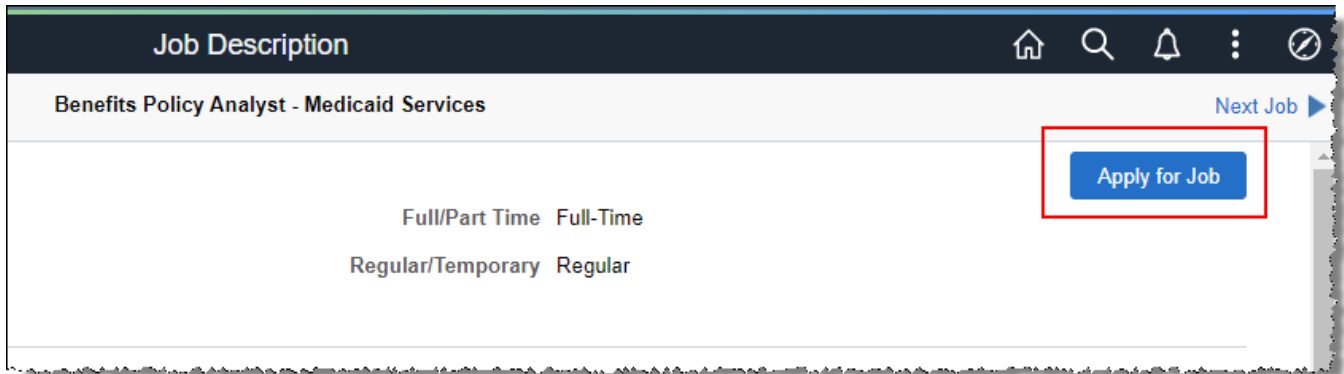 Job Description
Benefits Policy Analyst - Medicaid Services
Next Job
Apply for Job
Full/Part Time Full-Time
Regular/Temporary Regular